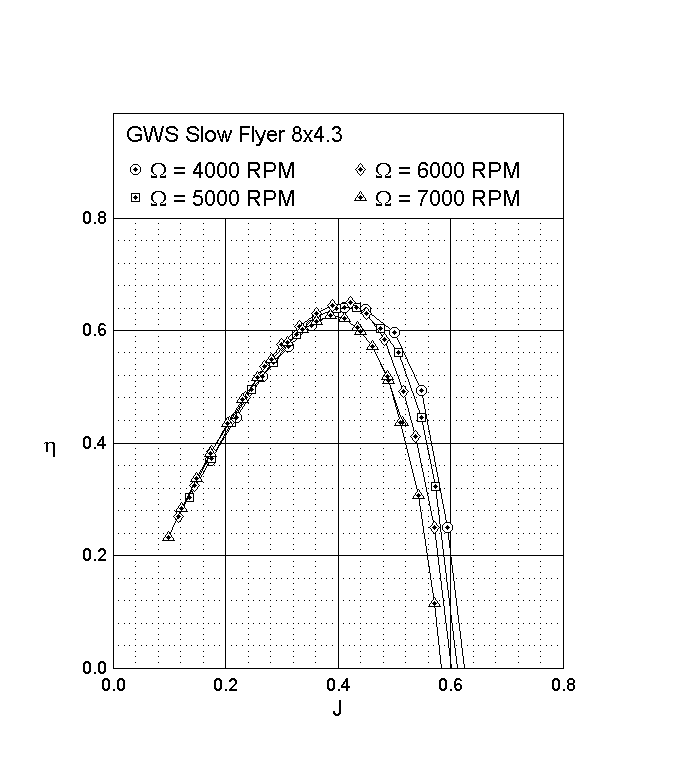 GWS Slow Flyer 8x4.3
Ω = 4000 RPM
Ω = 6000 RPM
Ω = 5000 RPM
Ω = 7000 RPM
0.8
0.6
0.4
η
0.2
0.0
0.0 0.2 0.4 0.6 0.8
J